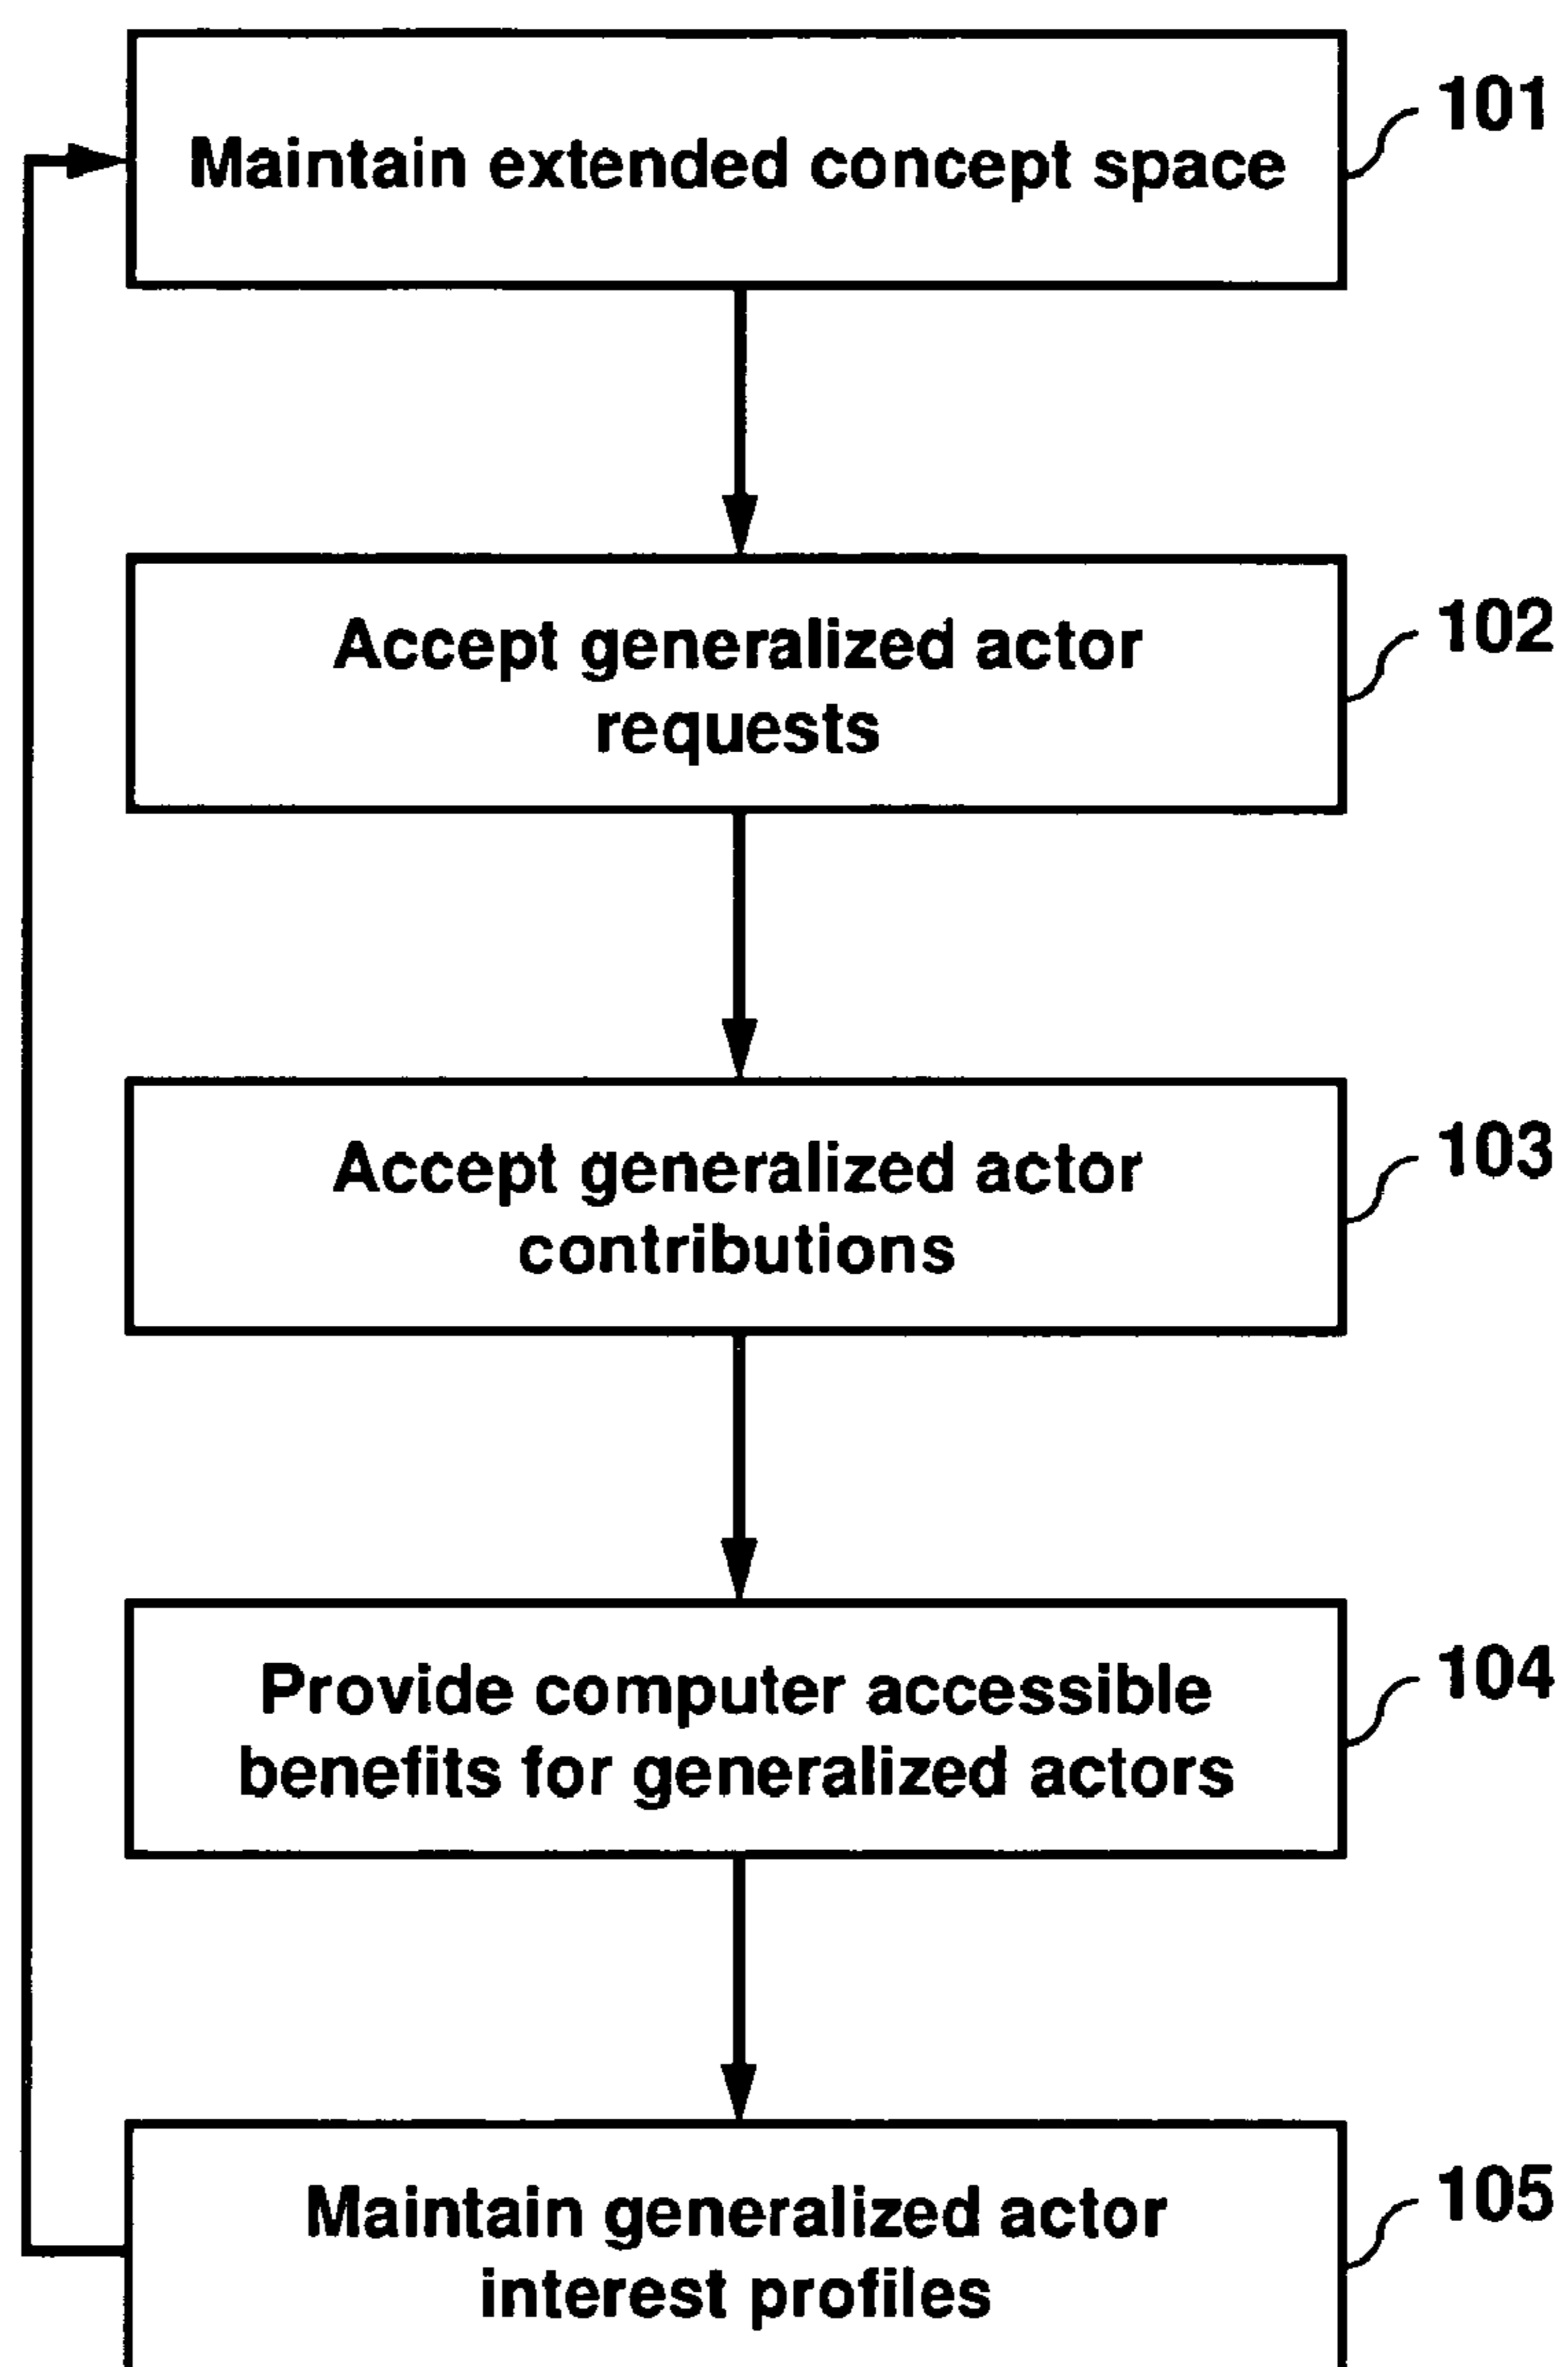 101
Maintain extended concept space
102
Accept generalized actor
requests
103
Accept generalized actor
contributions
104
Provide computer accessible
benefits for generalized actors
105
Maintain generalized actor
interest profiles